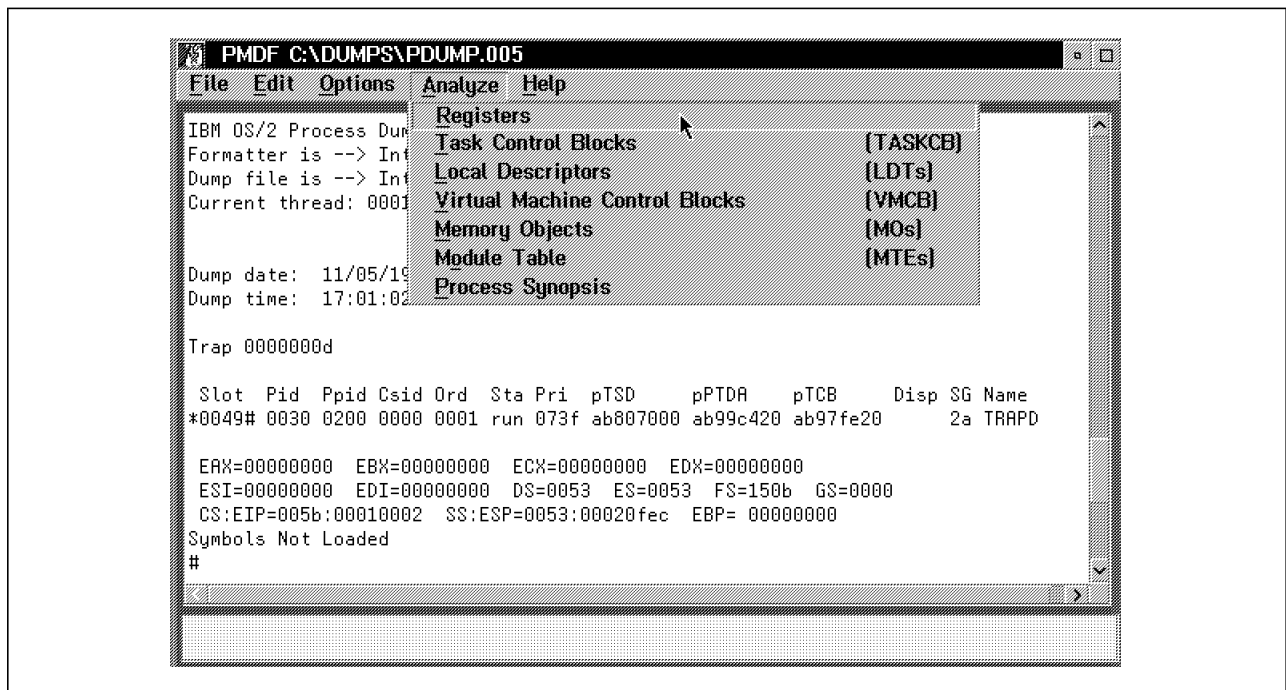 PMDF C:\DUMPS\PDUMP.005
File Edit Options Analyze Help
Registers
Task Control Blocks (TASKCB)
Local Descriptors (LDTs)
Virtual Machine Control Blocks (VMCB)
Memory Objects (MOs)
Module Table (MTEs)
Process Synopsis
IBM OS/2 Process Dum
Formatter is --> Int
Dump file is --> Int
Current thread: 0001
Dump date: 11/05/19
Dump time: 17:01:02
Trap 0000000d
Slot Pid Ppid Csid Ord Sta Pri pTSD pPTDA pTCB Disp SG Name
*0049# 0030 0200 0000 0001 run 073f ab807000 ab99c420 ab97fe20 2a TRAPD
EAX=00000000 EBX=00000000 ECX=00000000 EDX=00000000
ESI=00000000 EDI=00000000 DS=0053 ES=0053 FS=150b GS=0000
CS:EIP=005b:00010002 SS:ESP=0053:00020fec EBP= 00000000
Symbols Not Loaded
#